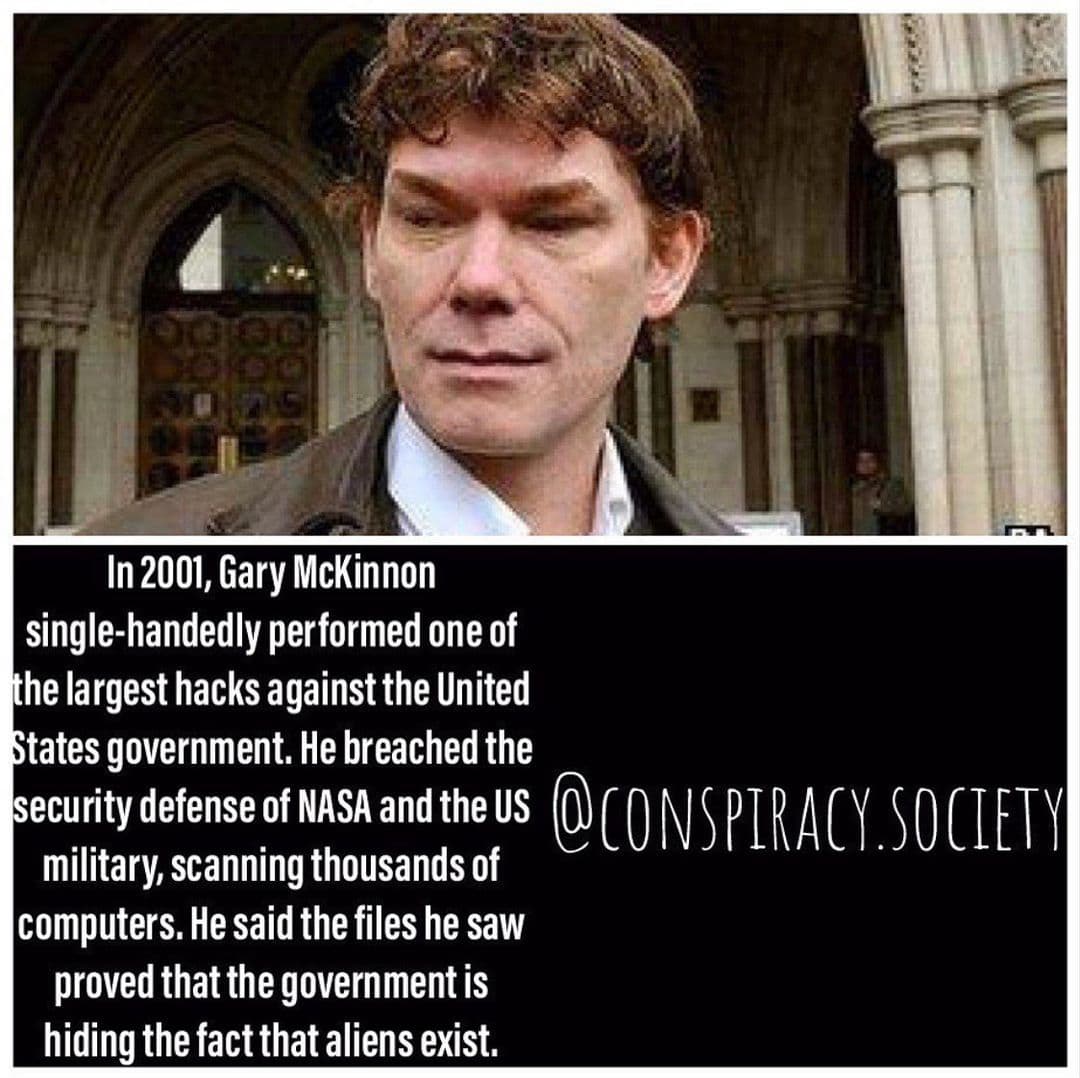 In 2001, Gary McKinnon
single-handedly performed one of
the largest hacks against the United
States government. He breached the
security defense of NASA and the US
military, scanning thousands of
computers. He said the files he saw
proved that the government is
hiding the fact that aliens exist.
@CONSPIRACY.SOCIETY